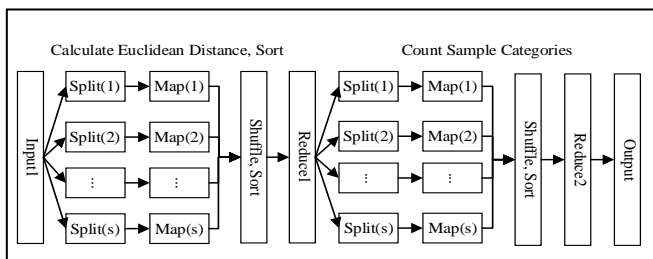 Calculate Euclidean Distance, Sort
Count Sample Categories
Input1
Split(1)
Map(1)
Split(2)
Map(2)
...
...
Split(s)
Map(s)
Shuffle, Sort
Reduce1
Split(1)
Map(1)
Split(2)
Map(2)
...
...
Split(s)
Map(s)
Shuffle, Sort
Reduce2
Output